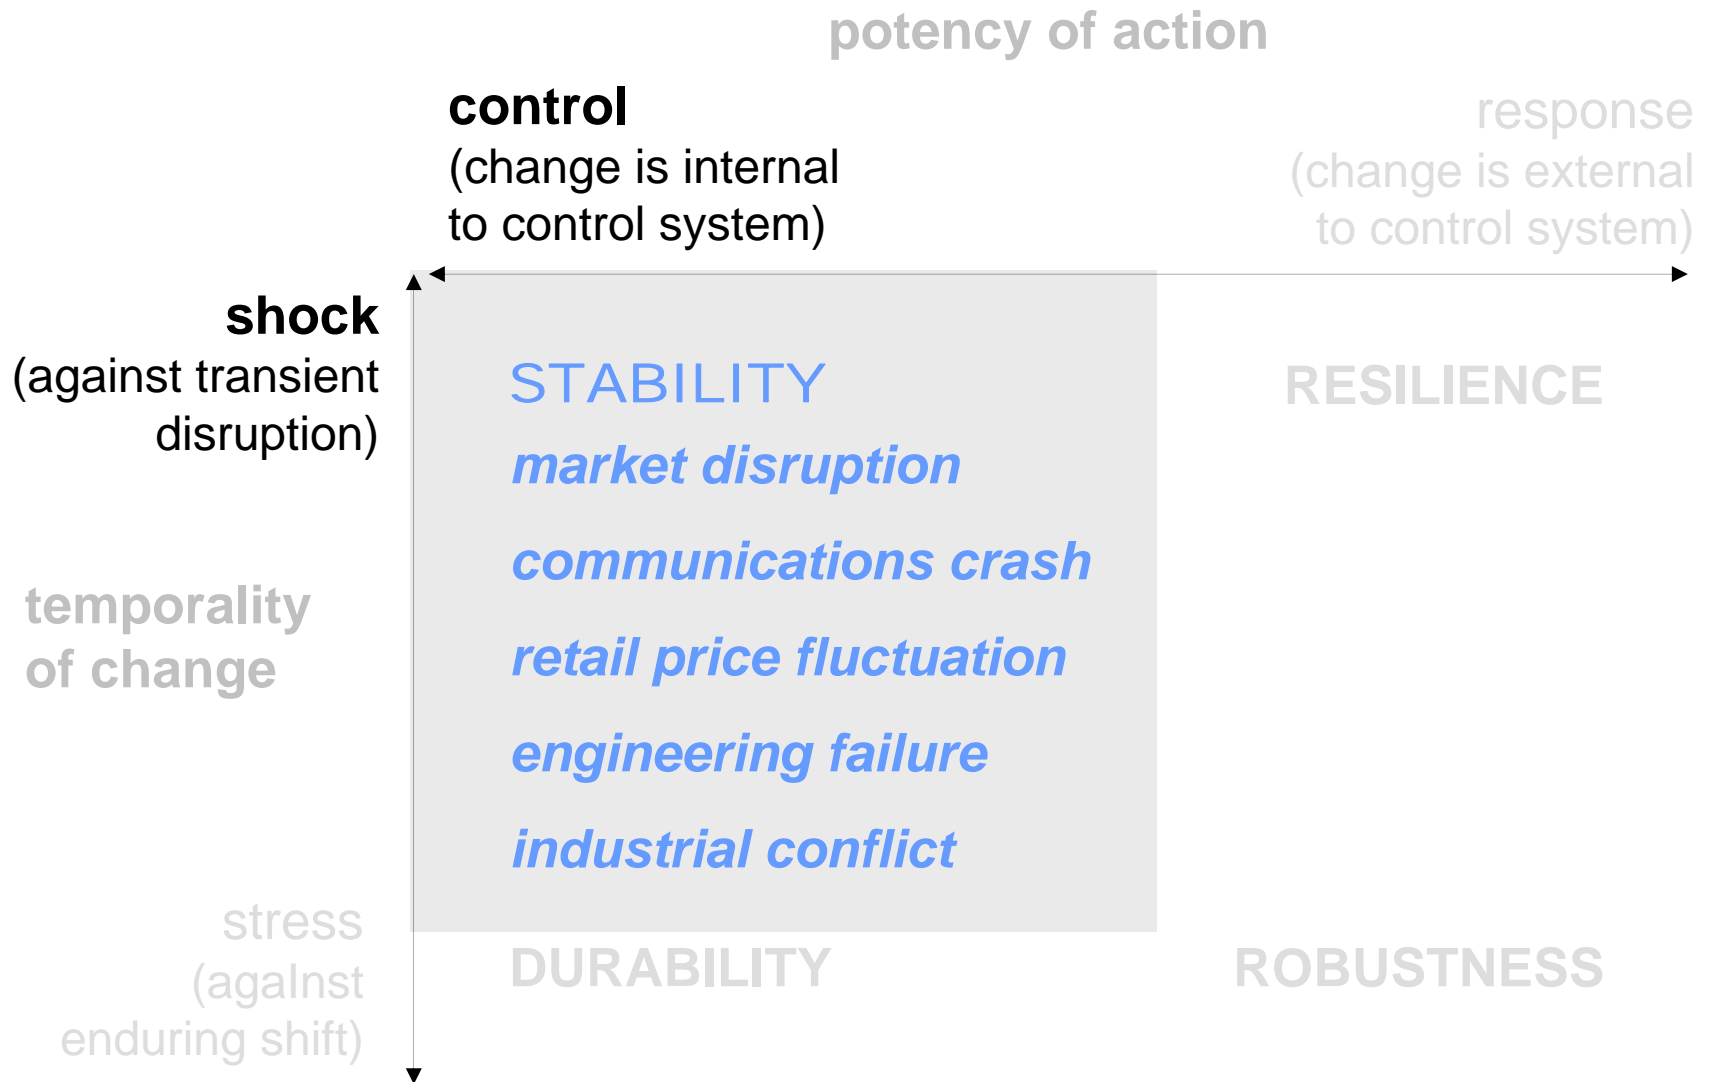 potency of action
control
(change is internal
to control system)
response
(change is external
to control system)
shock
(against transient
disruption)
STABILITY
RESILIENCE
market disruption
communications crash
retail price fluctuation
engineering failure
industrial conflict
temporality
of change
stress
(agaInst
enduring shift)
DURABILITY
ROBUSTNESS